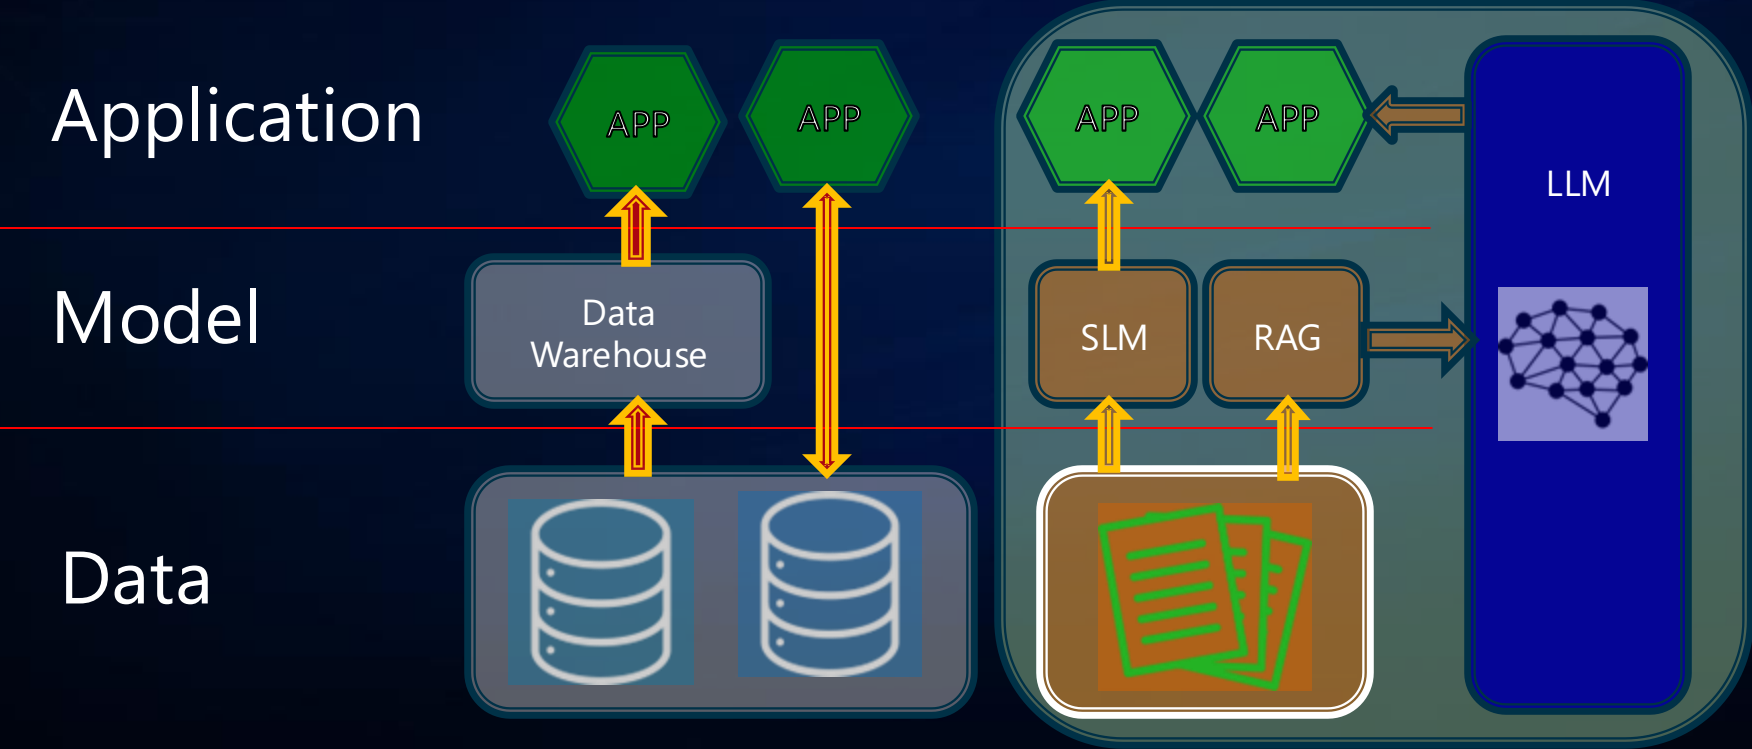 Application
APP
APP
APP
APP
LLM
Model
Data
Warehouse
SLM
RAG
Data